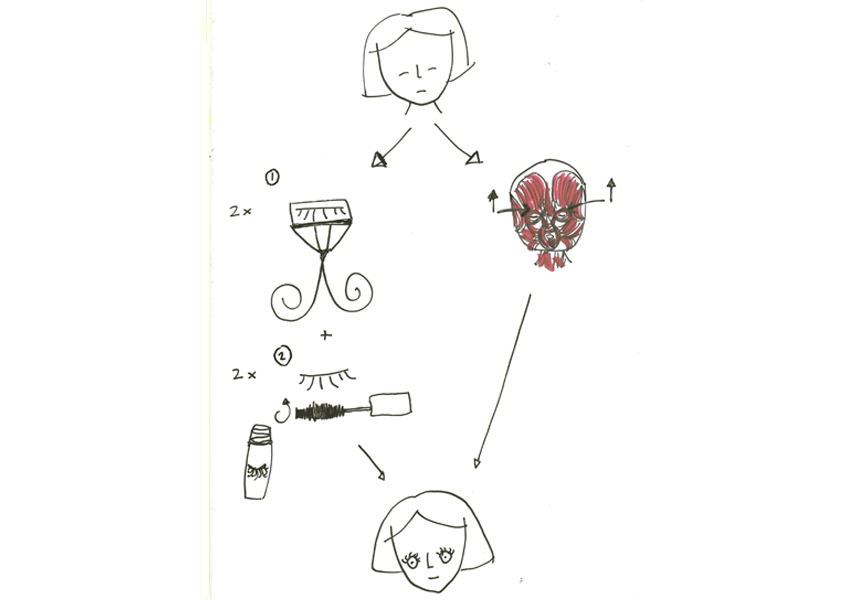 ①
2x
+
②
2x